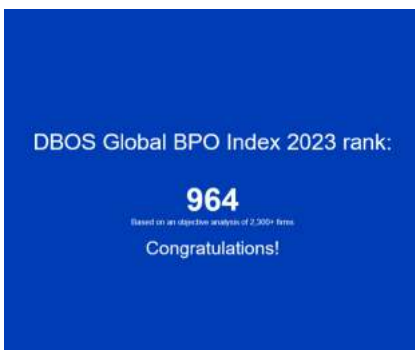 DBOS Global BPO Index 2023 rank:
964
Based on an objective analysis of 2,300+ firms
Congratulations!